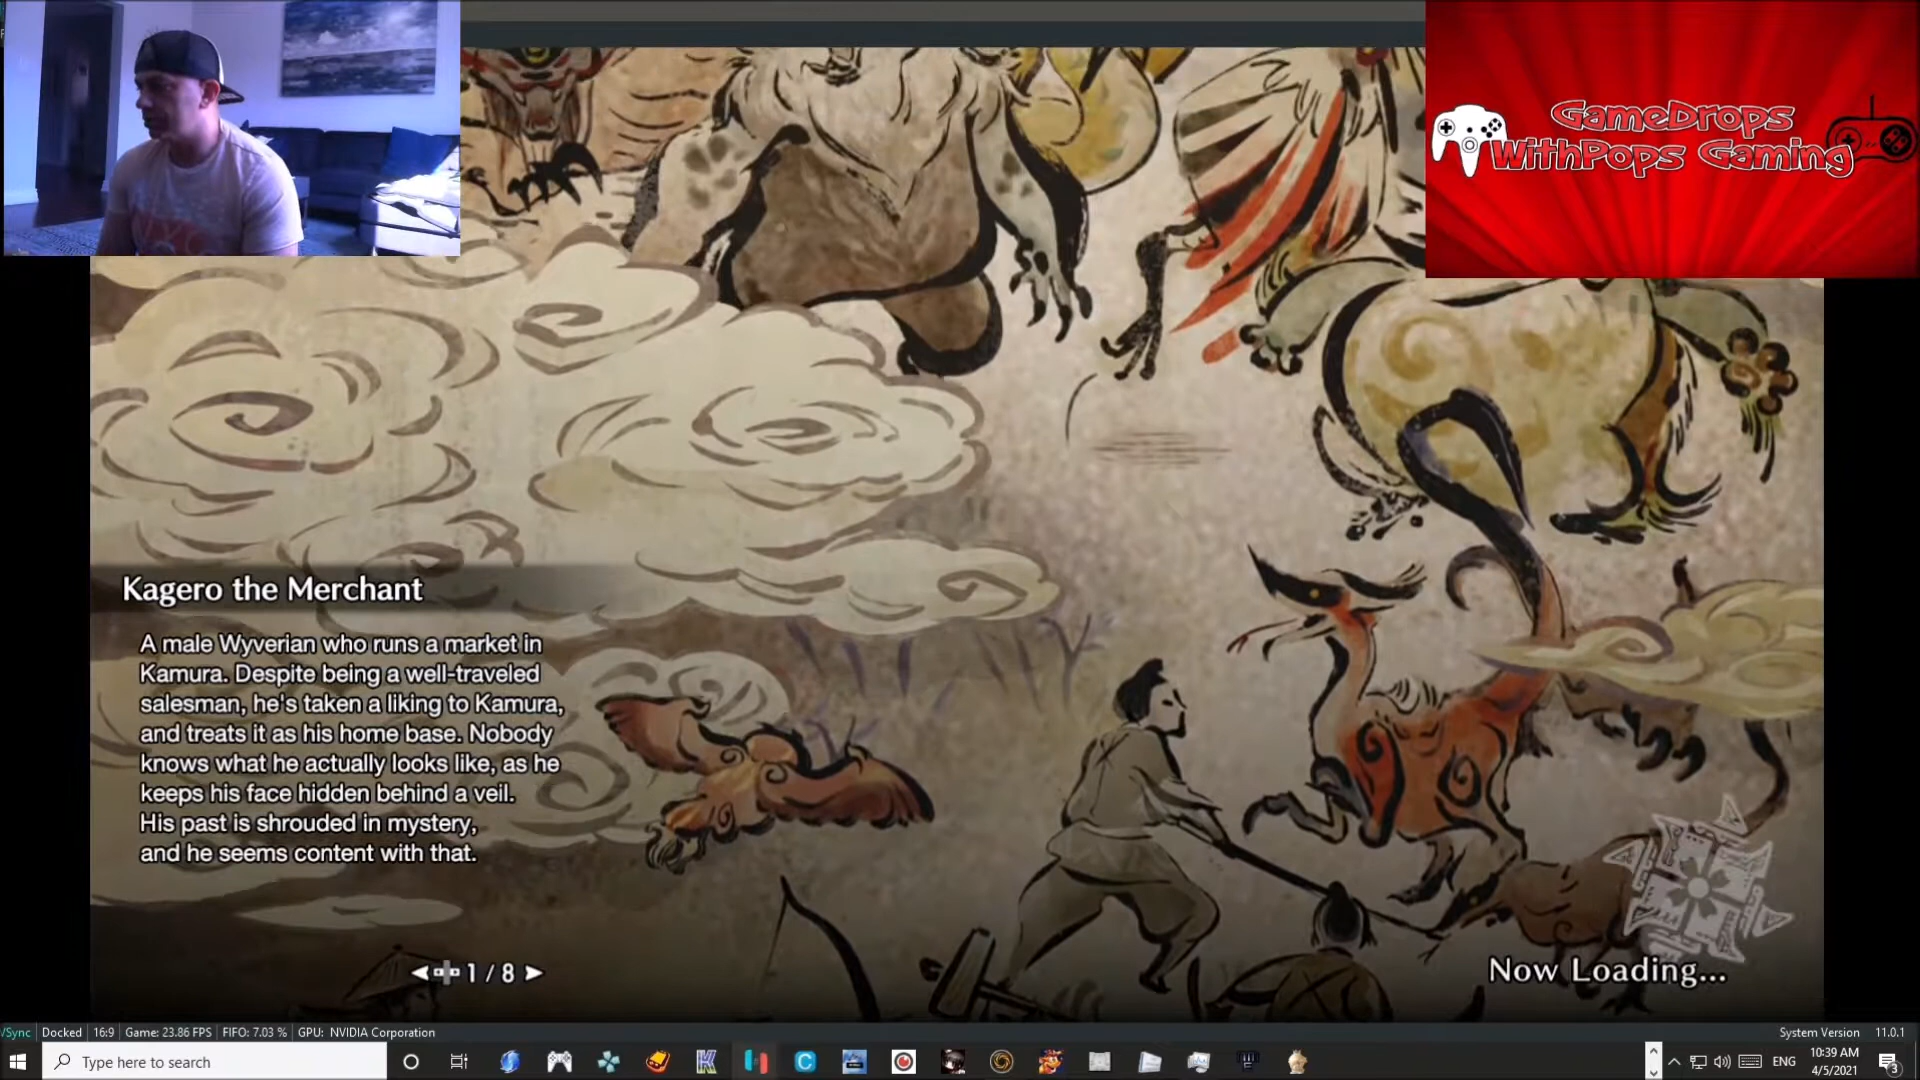 GameDrops
WithPops Gaming
Kagero the Merchant
A male Wyverian who runs a market in
Kamura. Despite being a well-traveled
salesman, he's taken a liking to Kamura,
and treats it as his home base. Nobody
knows what he actually looks like, as he
keeps his face hidden behind a veil.
His past is shrouded in mystery,
and he seems content with that.
1 / 8
Now Loading...
VSync Docked 16:9 Game: 23.86 FPS FIFO: 7.03 % GPU: NVIDIA Corporation
System Version 11.0.1
Type here to search
ENG
10:39 AM
4/5/2021
3